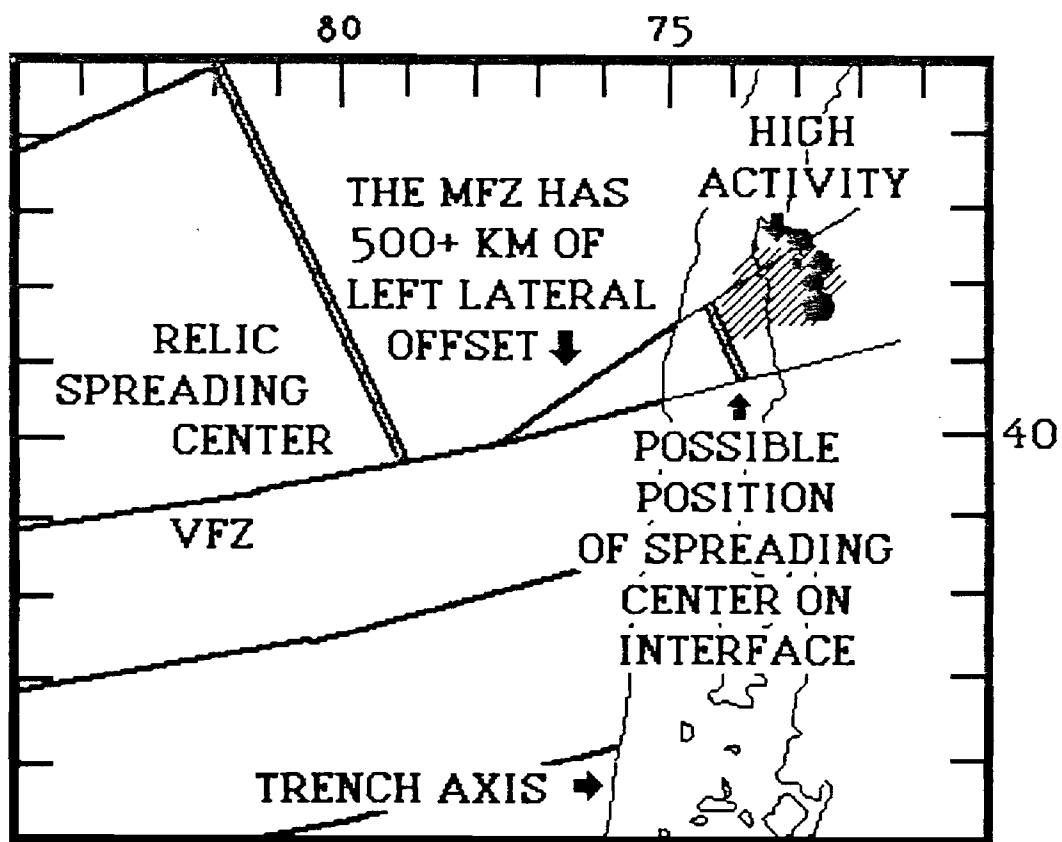 80
75
HIGH
ACTIVITY
THE MFZ HAS
500+ KM OF
LEFT LATERAL
OFFSET
RELIC
SPREADING
CENTER
40
POSSIBLE
POSITION
OF SPREADING
CENTER ON
INTERFACE
VFZ
TRENCH AXIS